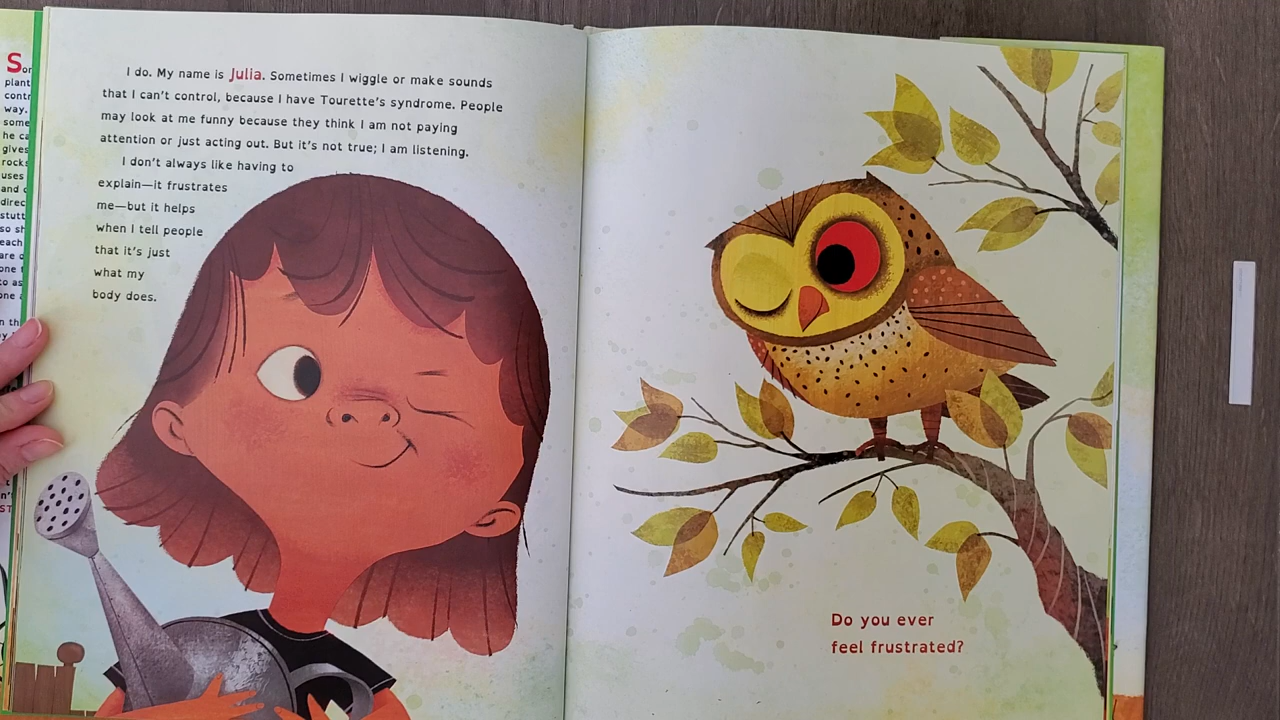 I do. My name is Julia. Sometimes I wiggle or make sounds
that I can't control, because I have Tourette's syndrome. People
may look at me funny because they think I am not paying
attention or just acting out. But it's not true; I am listening.
I don't always like having to
explain—it frustrates
me—but it helps
when I tell people
that it's just
what my
body does.
Do you ever
feel frustrated?